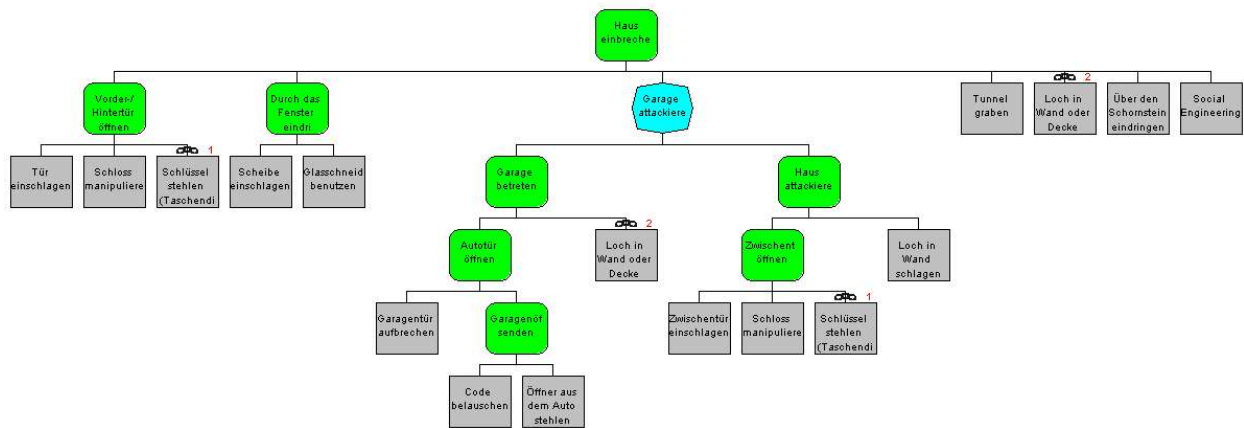 Haus
einbreche
Vorder-/
Hintertür
öffnen
Durch das
Fenster
eindri
Garage
attackiere
Tunnel
graben
2
Loch in
Wand oder
Decke
Über den
Schornstein
eindringen
Social
Engineering
Tür
einschlagen
Schloss
manipuliere
1
Schlüssel
stehlen
(Taschendi
Scheibe
einschlagen
Glasschneid
benutzen
Garage
betreten
Haus
attackiere
Autotür
öffnen
2
Loch in
Wand oder
Decke
Zwischent
öffnen
Loch in
Wand
schlagen
Garagentür
aufbrechen
Garagenöf
senden
Zwischentür
einschlagen
Schloss
manipuliere
1
Schlüssel
stehlen
(Taschendi
Code
belauschen
Öffner aus
dem Auto
stehlen